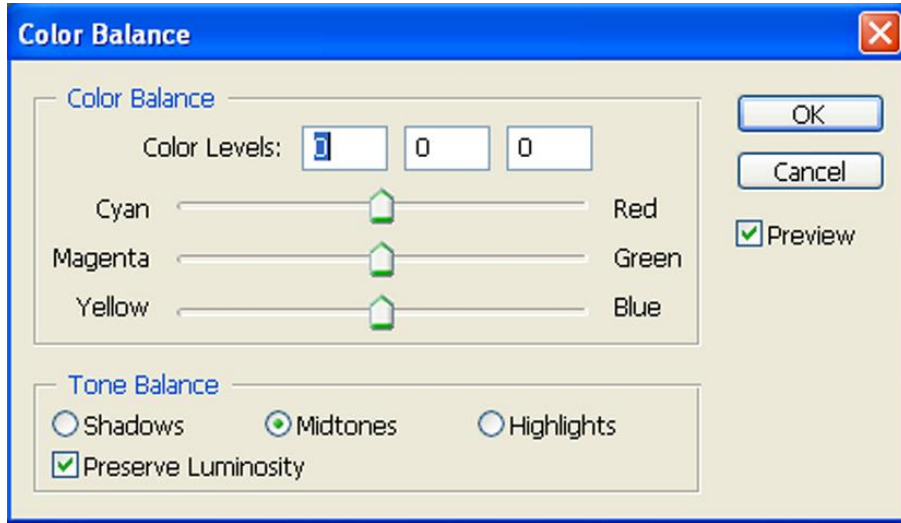 Color Balance
Color Balance
OK
Color Levels: 0 0 0
Cancel
Cyan Red
Preview
Magenta Green
Yellow Blue
Tone Balance
Shadows Midtones Highlights
Preserve Luminosity